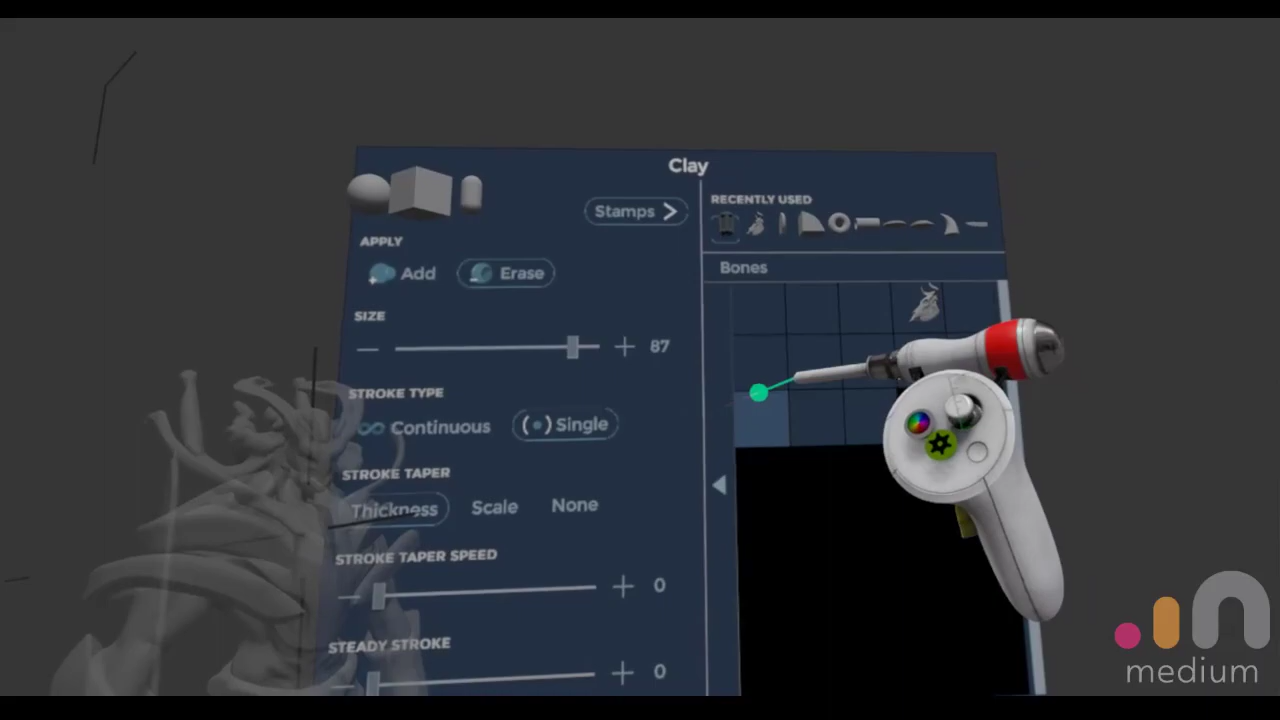 Clay
Stamps
RECENTLY USED
APPLY
Add Erase
Bones
SIZE
87
STROKE TYPE
Continuous Single
STROKE TAPER
Thickness Scale None
STROKE TAPER SPEED
0
STEADY STROKE
0
medium